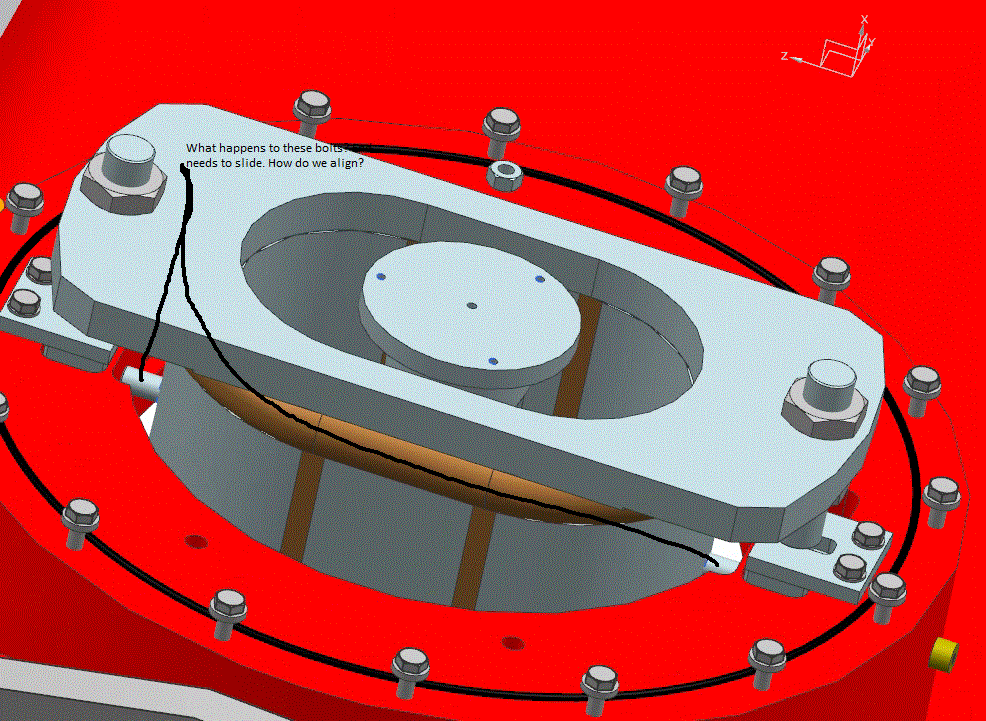 What happens to these bolts?
needs to slide. How do we align?
X
Y
Z